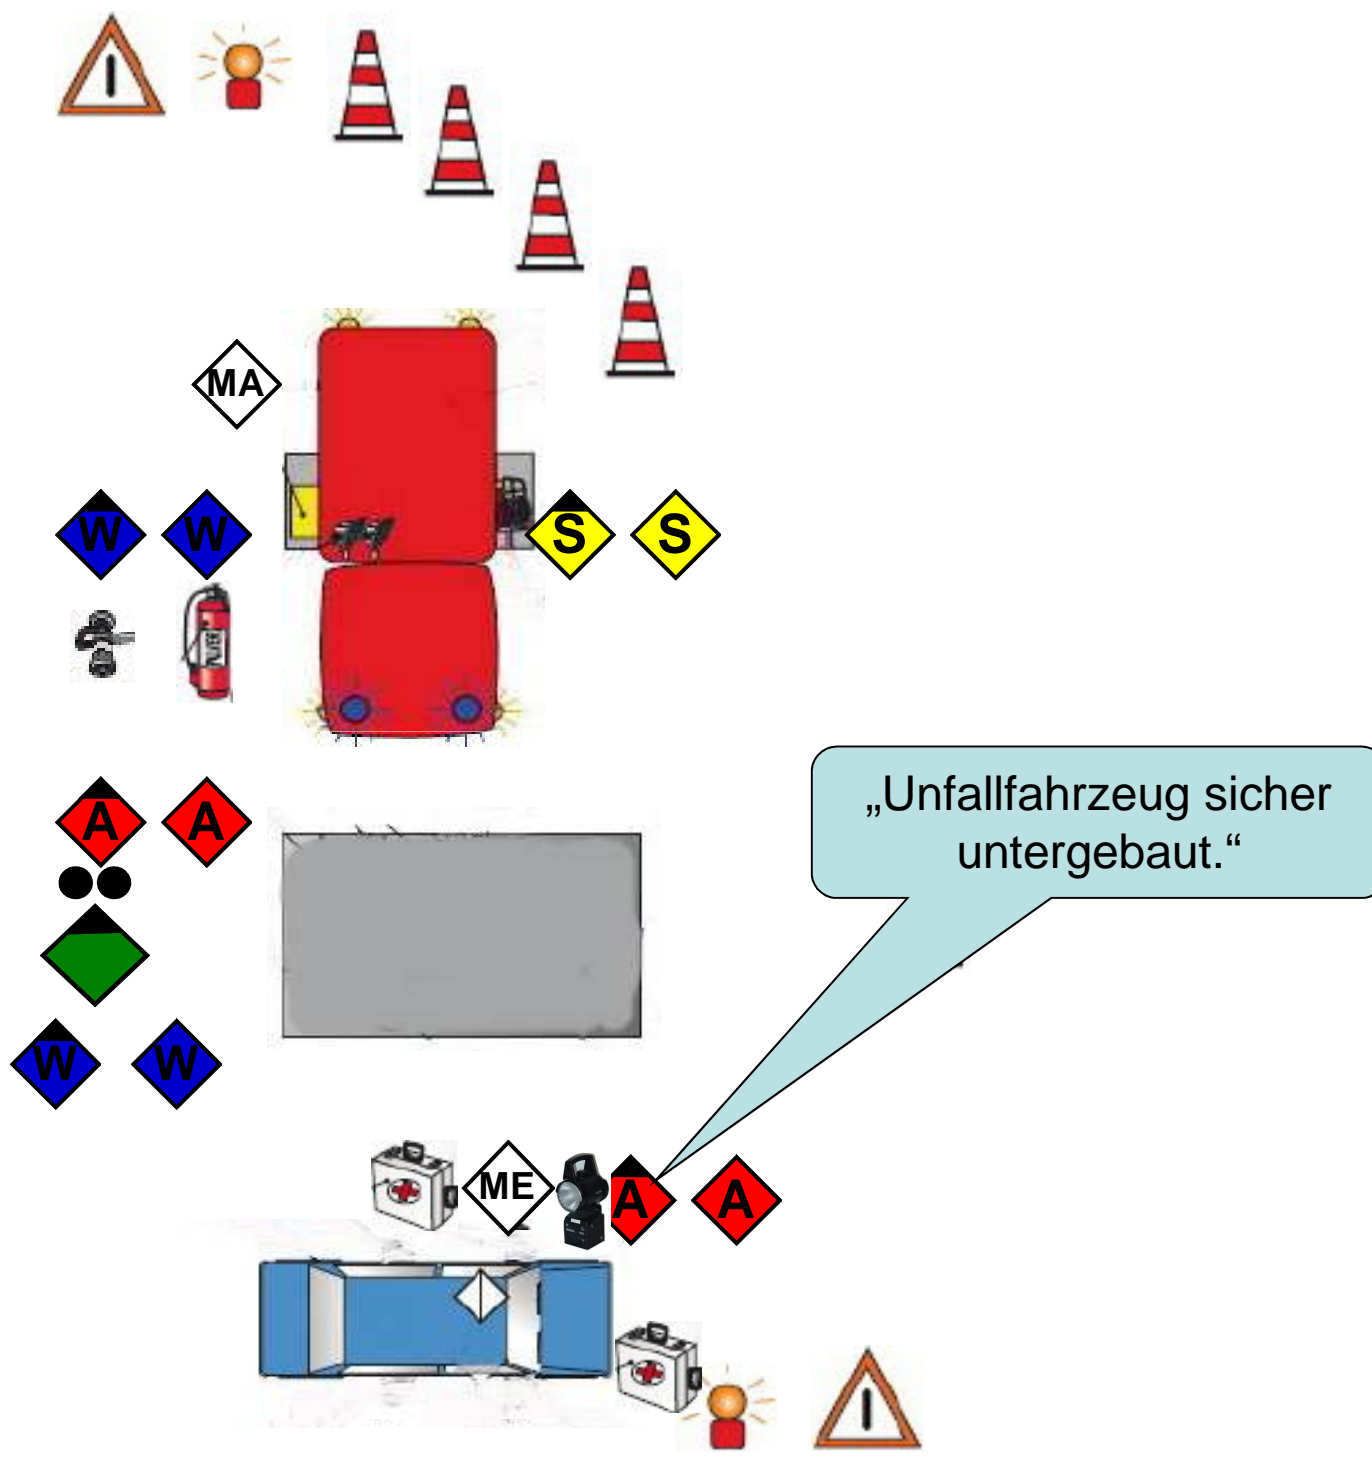 MA
W W
S S
A A
„Unfallfahrzeug sicher
untergebaut.“
W W
ME
A A